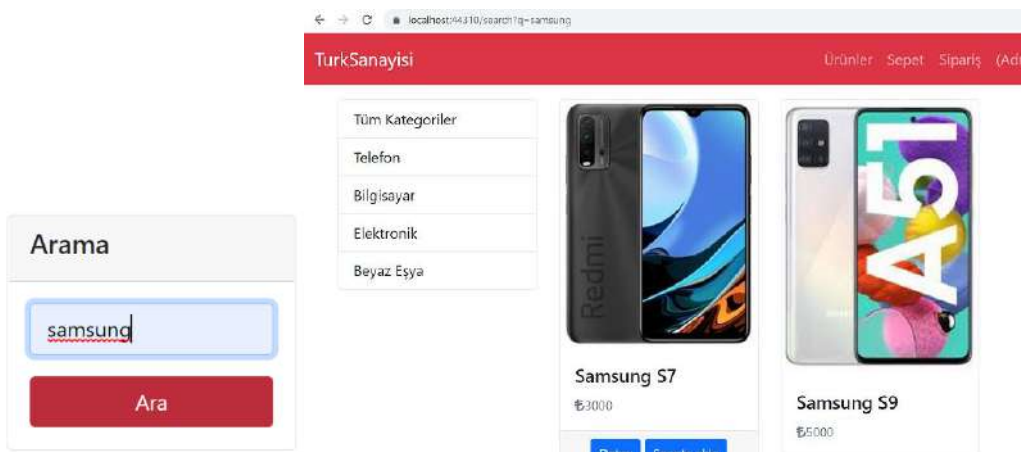 localhost:44310/search?q=samsung
TurkSanayisi
Ürünler Sepet Sipariş
Tüm Kategoriler
Telefon
Bilgisayar
Elektronik
Beyaz Eşya
Arama
samsung
Ara
Redmi
A51
Samsung S7
₺3000
Samsung S9
₺5000